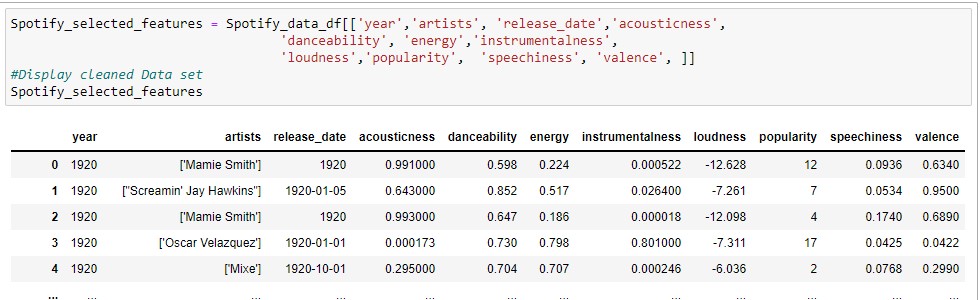 Spotify_selected_features = Spotify_data_df[['year','artists', 'release_date','acousticness',
'danceability', 'energy','instrumentalness',
'loudness','popularity',  'speechiness', 'valence', ]]
#Display cleaned Data set
Spotify_selected_features
year artists release_date acousticness danceability energy instrumentalness loudness popularity speechiness valence
0 1920 ['Mamie Smith'] 1920 0.991000 0.598 0.224 0.000522 -12.628 12 0.0936 0.6340
1 1920 ["Screamin' Jay Hawkins"] 1920-01-05 0.643000 0.852 0.517 0.026400 -7.261 7 0.0534 0.9500
2 1920 ['Mamie Smith'] 1920 0.993000 0.647 0.186 0.000018 -12.098 4 0.1740 0.6890
3 1920 ['Oscar Velazquez'] 1920-01-01 0.000173 0.730 0.798 0.801000 -7.311 17 0.0425 0.0422
4 1920 ['Mixe'] 1920-10-01 0.295000 0.704 0.707 0.000246 -6.036 2 0.0768 0.2990
... ... ... ... ... ... ... ... ... ... ... ...